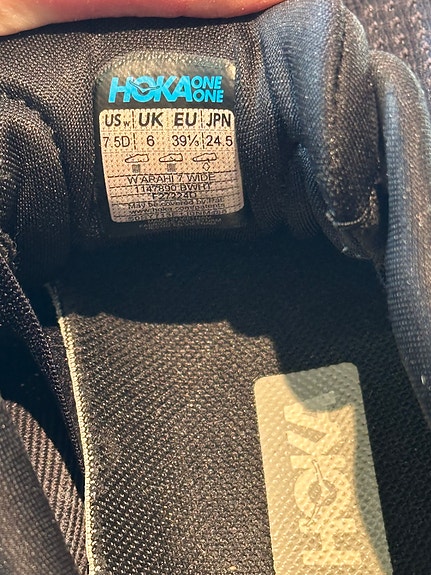 HOKA ONE ONE
US W UK EU JPN
7.5D 6 39⅓ 24.5
W ARAHI 7 WIDE
1147890 BWHT
HOKA